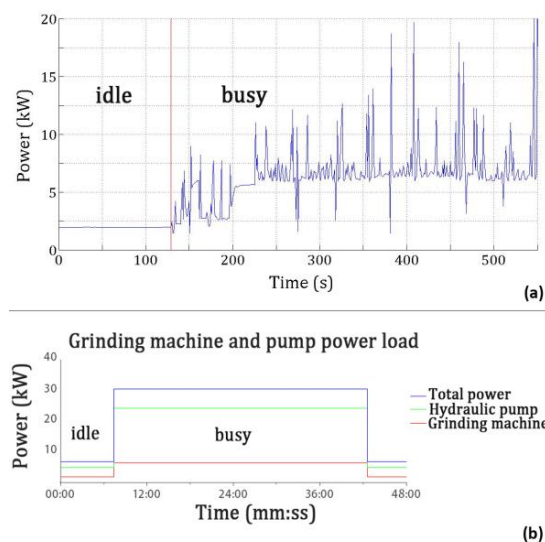 20
15
10
5
0
Power (kW)
idle
busy
0 100 200 300 400 500
Time (s)
(a)
Grinding machine and pump power load
40
30
20
10
Power (kW)
Total power
Hydraulic pump
Grinding machine
idle
busy
00:00 12:00 24:00 36:00 48:00
Time (mm:ss)
(b)